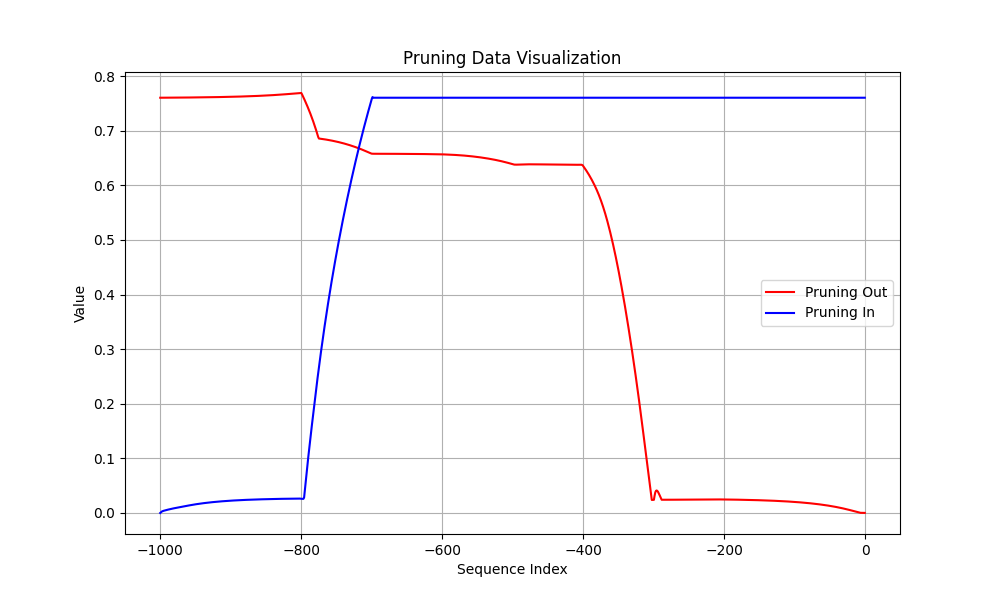 Pruning Data Visualization
0.8
0.7
0.6
0.5
0.4
0.3
0.2
0.1
0.0
Value
Pruning Out
Pruning In
−1000 −800 −600 −400 −200 0
Sequence Index